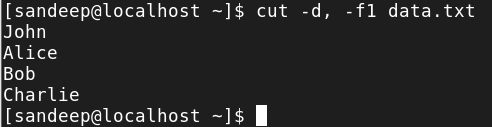 [sandeep@localhost ~]$ cut -d, -f1 data.txt
John
Alice
Bob
Charlie
[sandeep@localhost ~]$